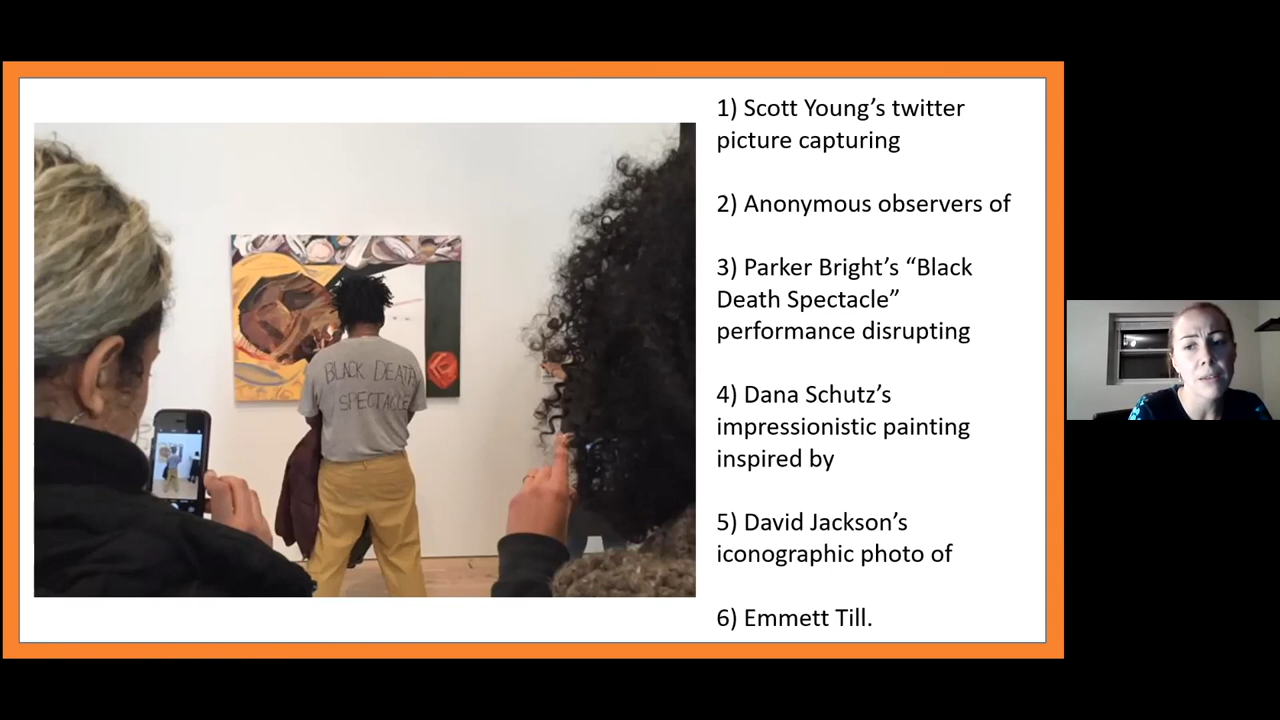 BLACK DEATH
SPECTACLE
1) Scott Young’s twitter
picture capturing
2) Anonymous observers of
3) Parker Bright’s “Black
Death Spectacle”
performance disrupting
4) Dana Schutz’s
impressionistic painting
inspired by
5) David Jackson’s
iconographic photo of
6) Emmett Till.